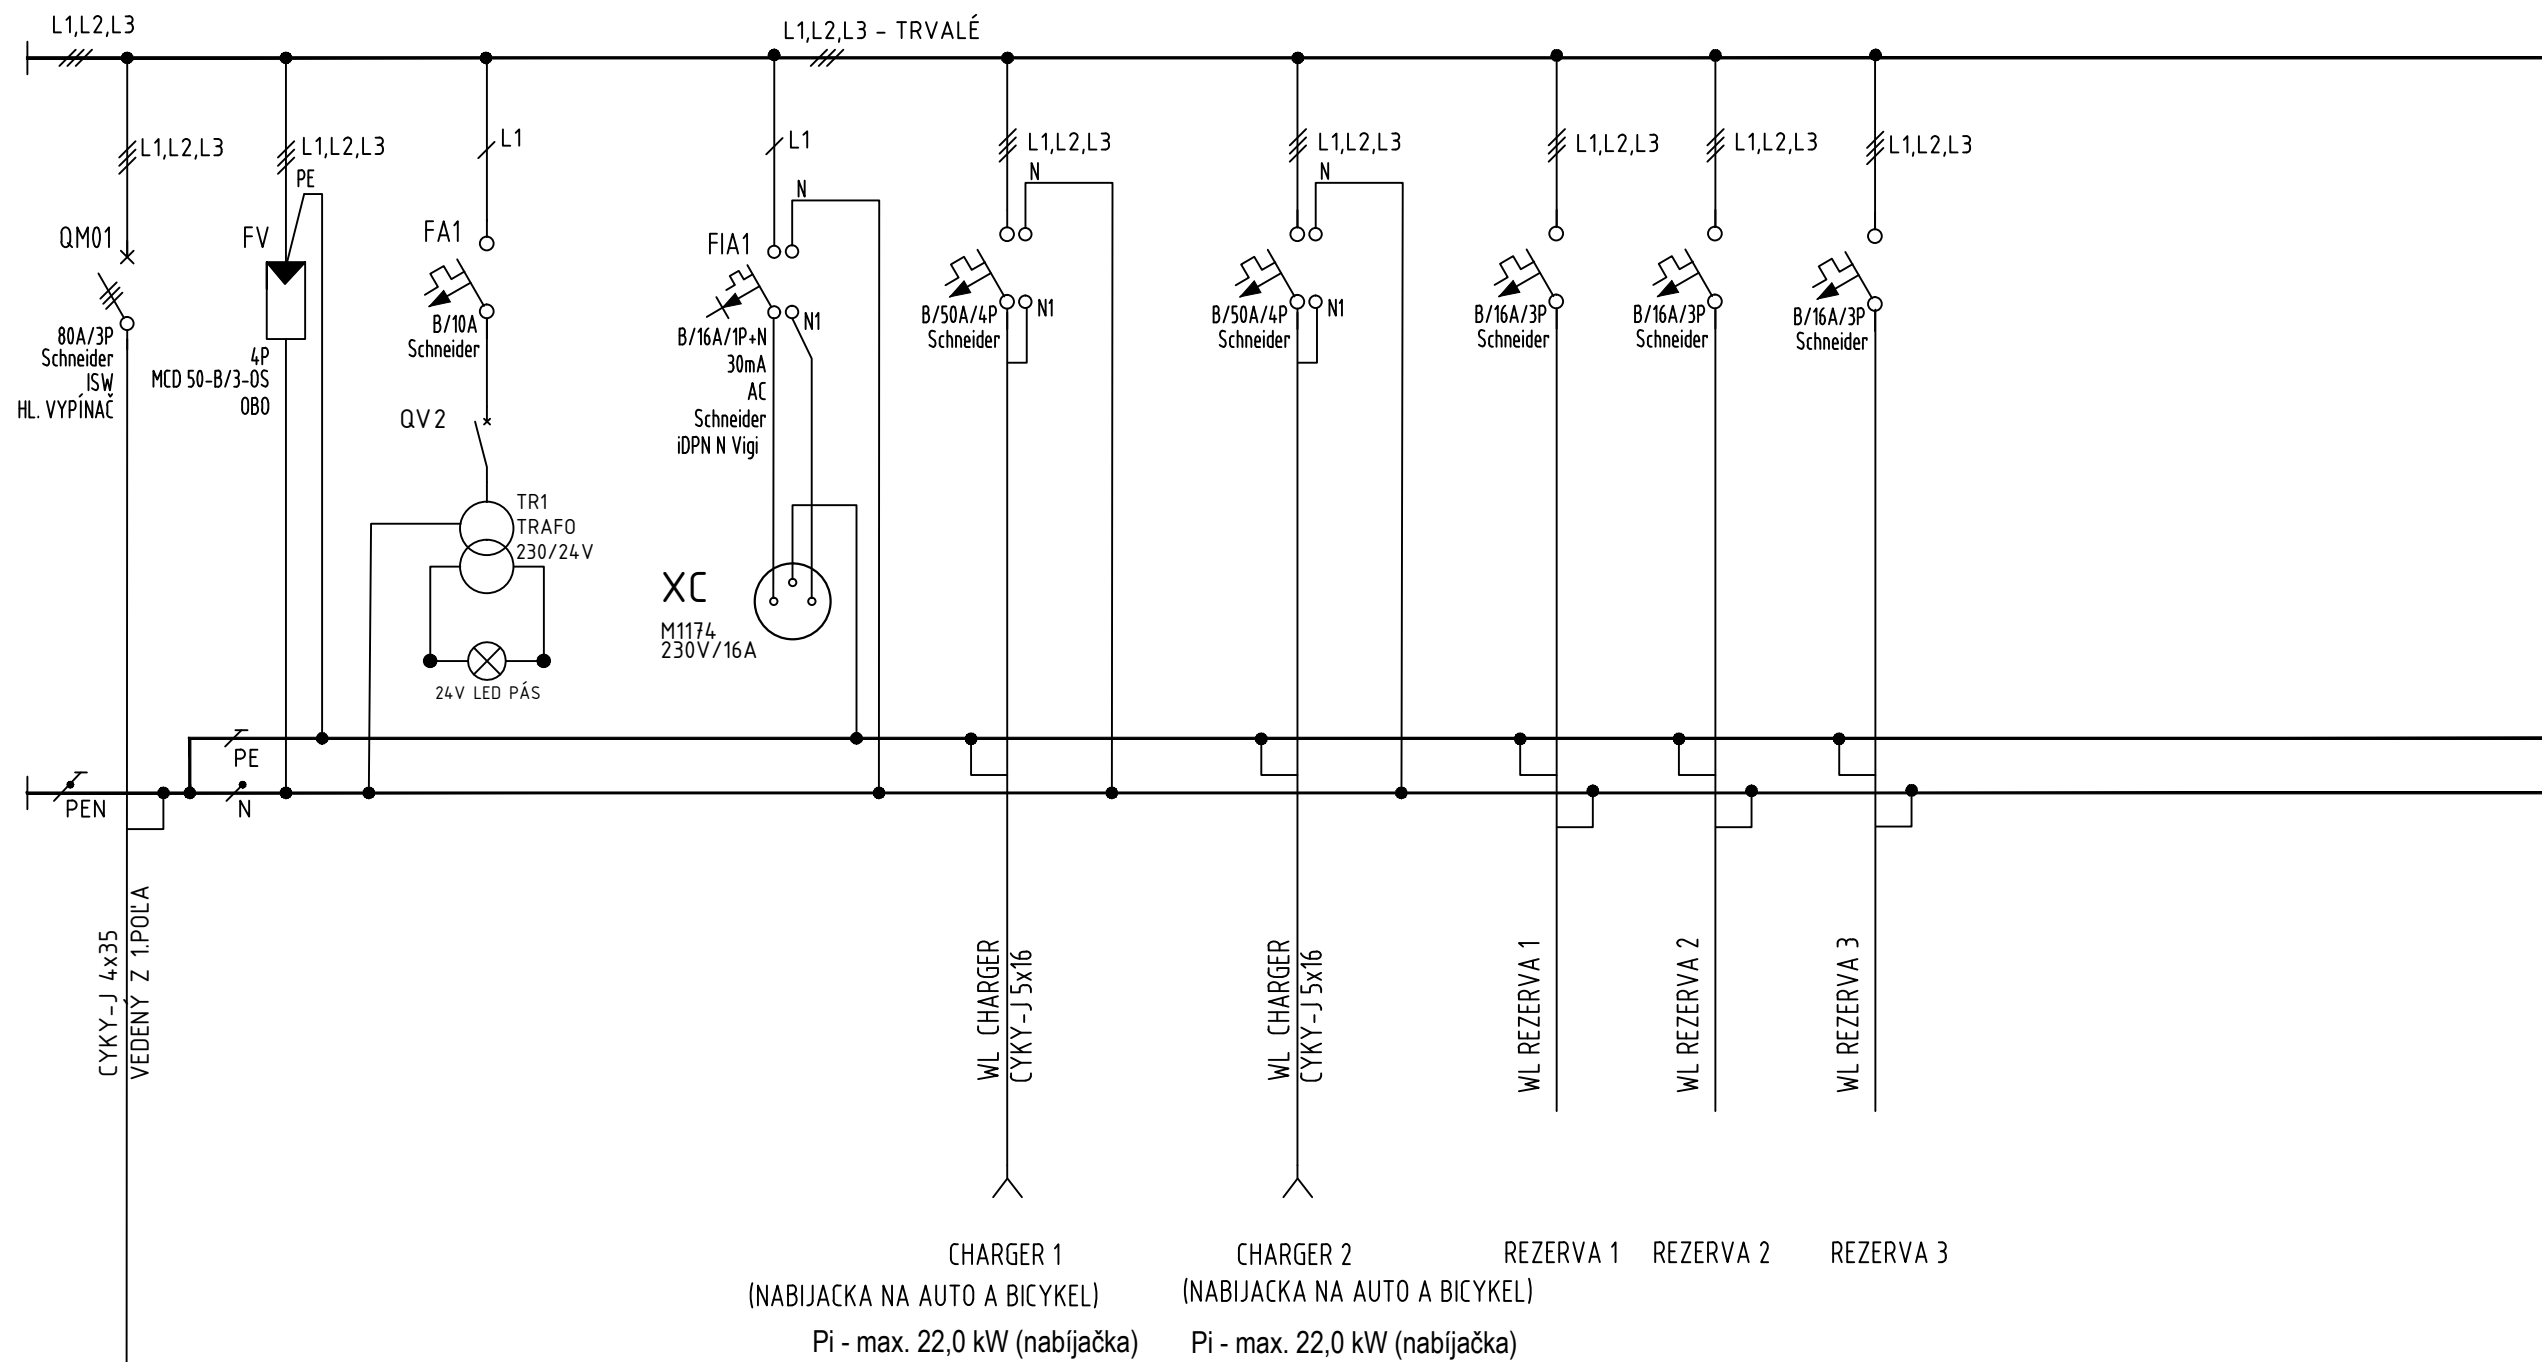 L1,L2,L3
L1,L2,L3 - TRVALÉ
L1,L2,L3
L1,L2,L3
PE
L1
L1
N
L1,L2,L3
N
L1,L2,L3
N
L1,L2,L3
L1,L2,L3
L1,L2,L3
QM01
80A/3P
Schneider
ISW
HL. VYPÍNAČ
FV
4P
MCD 50-B/3-OS
OBO
FA1
B/10A
Schneider
QV2
TR1
TRAFO
230/24V
24V LED PÁS
FIA1
N1
B/16A/1P+N
30mA
AC
Schneider
iDPN N Vigi
XC
M1174
230V/16A
B/50A/4P
Schneider
N1
B/50A/4P
Schneider
N1
B/16A/3P
Schneider
B/16A/3P
Schneider
B/16A/3P
Schneider
PE
PEN
N
CYKY-J 4x35
VEDENÝ Z 1.POĽA
WL CHARGER
CYKY-J 5x16
WL CHARGER
CYKY-J 5x16
WL REZERVA 1
WL REZERVA 2
WL REZERVA 3
CHARGER 1
(NABIJACKA NA AUTO A BICYKEL)
Pi - max. 22,0 kW (nabíjačka)
CHARGER 2
(NABIJACKA NA AUTO A BICYKEL)
Pi - max. 22,0 kW (nabíjačka)
REZERVA 1
REZERVA 2
REZERVA 3